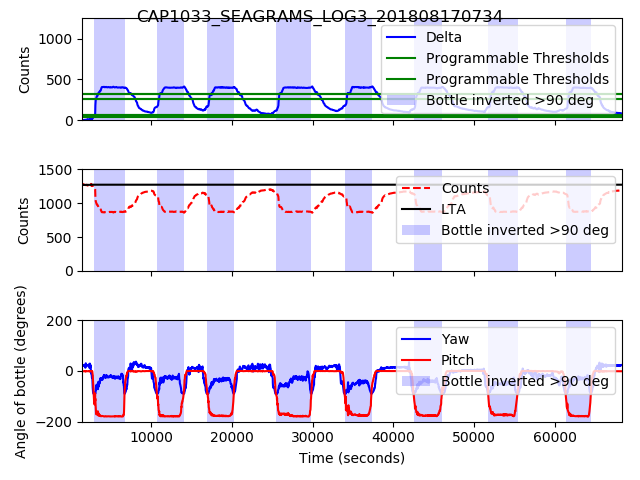 CAP1033_SEAGRAMS_LOG3_201808170734
1000
500
0
Counts
Delta
Programmable Thresholds
Programmable Thresholds
Bottle inverted >90 deg
1500
1000
500
0
Counts
Counts
LTA
Bottle inverted >90 deg
200
0
−200
Angle of bottle (degrees)
Yaw
Pitch
Bottle inverted >90 deg
10000 20000 30000 40000 50000 60000
Time (seconds)